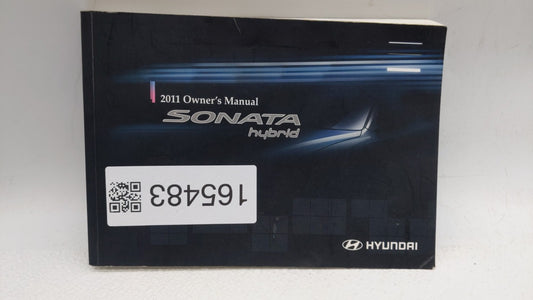 2011 Owner's Manual
SONATA
hybrid
165483
HYUNDAI